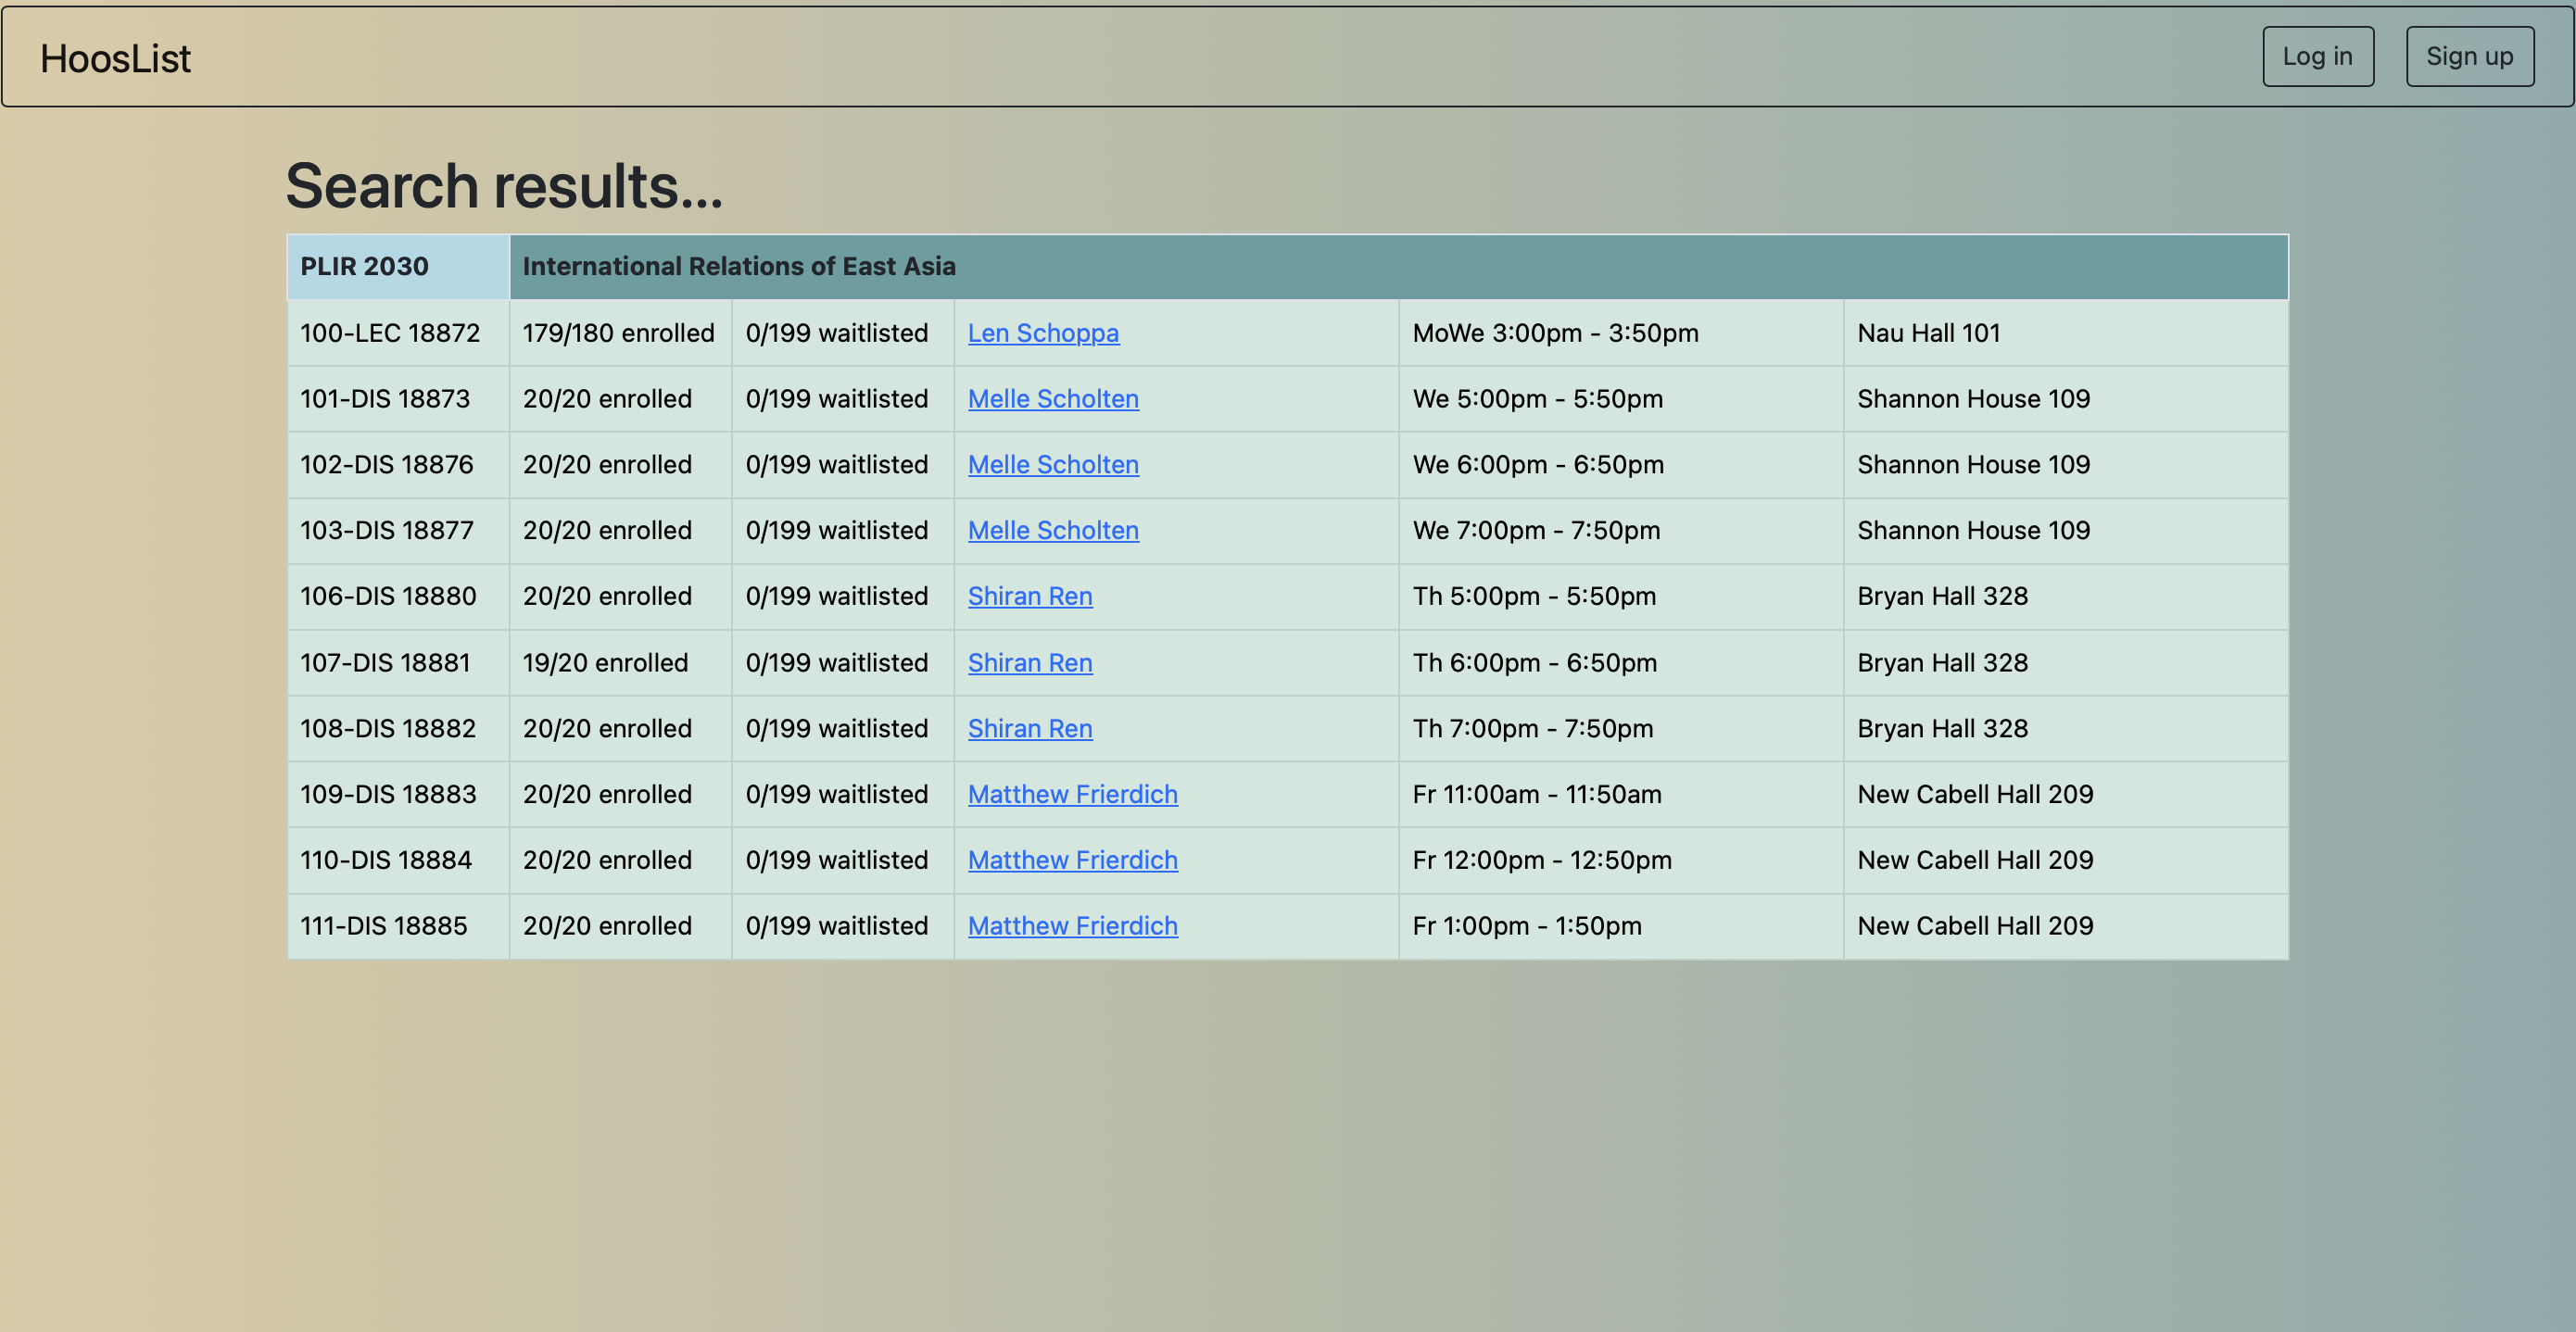 HoosList Log in Sign up
Search results...
PLIR 2030 International Relations of East Asia
100-LEC 18872 179/180 enrolled 0/199 waitlisted Len Schoppa MoWe 3:00pm - 3:50pm Nau Hall 101
101-DIS 18873 20/20 enrolled 0/199 waitlisted Melle Scholten We 5:00pm - 5:50pm Shannon House 109
102-DIS 18876 20/20 enrolled 0/199 waitlisted Melle Scholten We 6:00pm - 6:50pm Shannon House 109
103-DIS 18877 20/20 enrolled 0/199 waitlisted Melle Scholten We 7:00pm - 7:50pm Shannon House 109
106-DIS 18880 20/20 enrolled 0/199 waitlisted Shiran Ren Th 5:00pm - 5:50pm Bryan Hall 328
107-DIS 18881 19/20 enrolled 0/199 waitlisted Shiran Ren Th 6:00pm - 6:50pm Bryan Hall 328
108-DIS 18882 20/20 enrolled 0/199 waitlisted Shiran Ren Th 7:00pm - 7:50pm Bryan Hall 328
109-DIS 18883 20/20 enrolled 0/199 waitlisted Matthew Frierdich Fr 11:00am - 11:50am New Cabell Hall 209
110-DIS 18884 20/20 enrolled 0/199 waitlisted Matthew Frierdich Fr 12:00pm - 12:50pm New Cabell Hall 209
111-DIS 18885 20/20 enrolled 0/199 waitlisted Matthew Frierdich Fr 1:00pm - 1:50pm New Cabell Hall 209